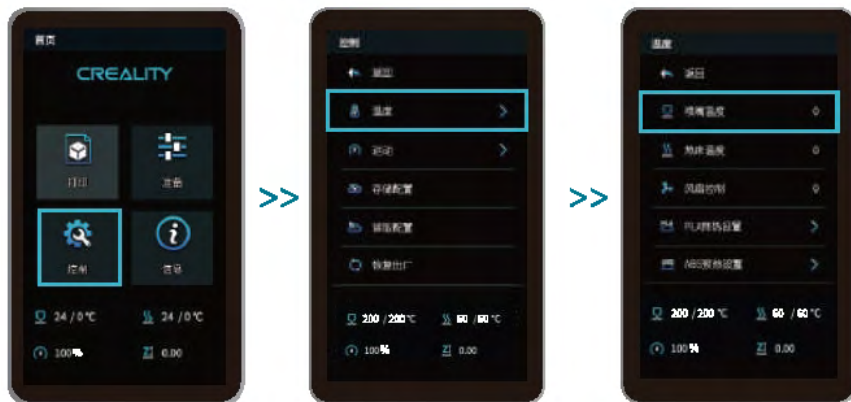 首页
CREALITY
打印
准备
控制
信息
24 / 0 ℃
24 / 0 ℃
100%
0.00
>>
控制
返回
温度
运动
存储配置
读取配置
恢复出厂
200 / 200 ℃
60 / 60 ℃
100%
0.00
>>
温度
返回
喷嘴温度 0
热床温度 0
风扇控制 0
PLA预热设置
ABS预热设置
200 / 200 ℃
60 / 60 ℃
100%
0.00